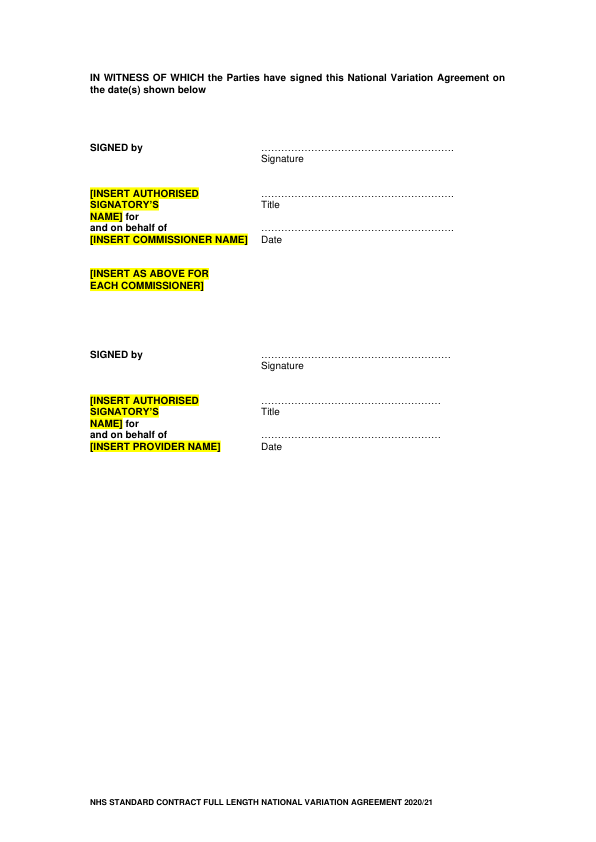 IN WITNESS OF WHICH the Parties have signed this National Variation Agreement on
the date(s) shown below
SIGNED by
……………………………………………………
Signature
[INSERT AUTHORISED
SIGNATORY'S
NAME] for
and on behalf of
[INSERT COMMISSIONER NAME]
……………………………………………………
Title
……………………………………………………
Date
[INSERT AS ABOVE FOR
EACH COMMISSIONER]
SIGNED by
……………………………………………………
Signature
[INSERT AUTHORISED
SIGNATORY'S
NAME] for
and on behalf of
[INSERT PROVIDER NAME]
…………………………………………………
Title
…………………………………………………
Date
NHS STANDARD CONTRACT FULL LENGTH NATIONAL VARIATION AGREEMENT 2020/21